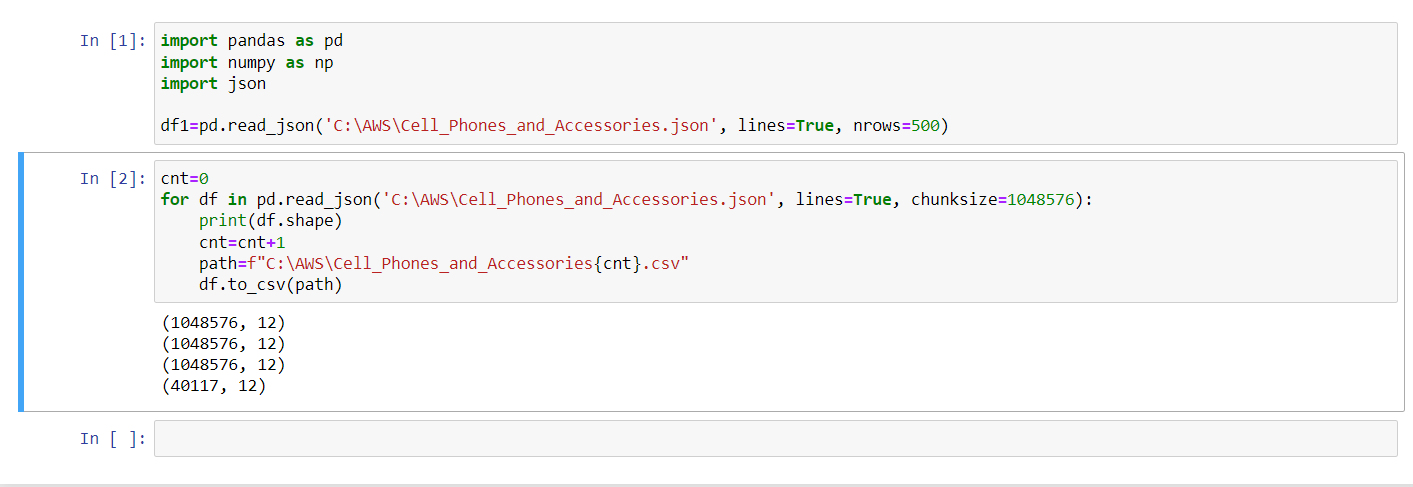 In [1]: import pandas as pd
import numpy as np
import json
df1=pd.read_json('C:\AWS\Cell_Phones_and_Accessories.json', lines=True, nrows=500)
In [2]: cnt=0
for df in pd.read_json('C:\AWS\Cell_Phones_and_Accessories.json', lines=True, chunksize=1048576):
    print(df.shape)
    cnt=cnt+1
    path=f"C:\AWS\Cell_Phones_and_Accessories{cnt}.csv"
    df.to_csv(path)
(1048576, 12)
(1048576, 12)
(1048576, 12)
(40117, 12)
In [ ]: